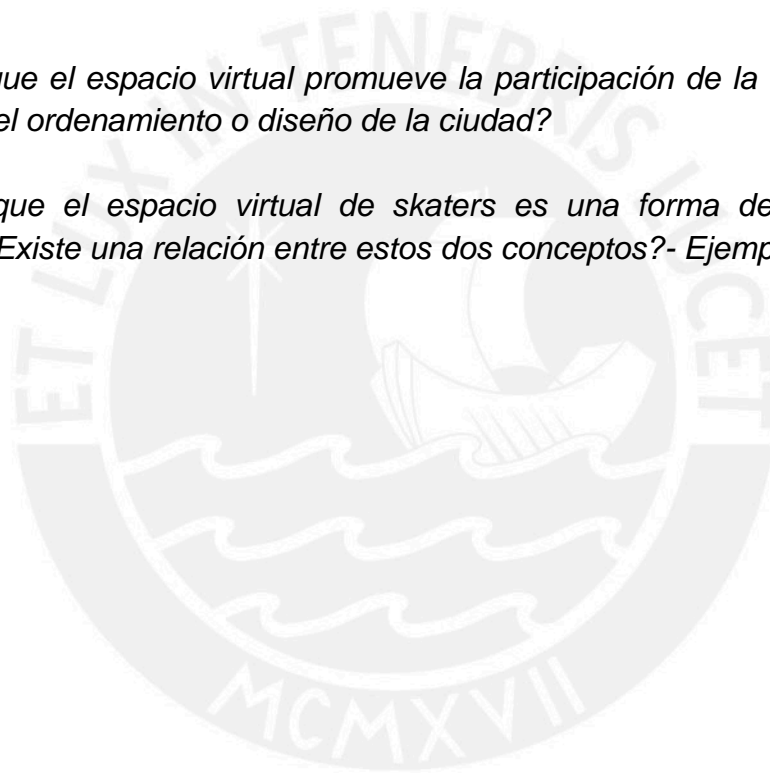 que el espacio virtual promueve la participación de la
el ordenamiento o diseño de la ciudad?
que el espacio virtual de skaters es una forma de
Existe una relación entre estos dos conceptos?- Ejemp
ET LUX IN TENEBRIS LUCET
MCMXVII